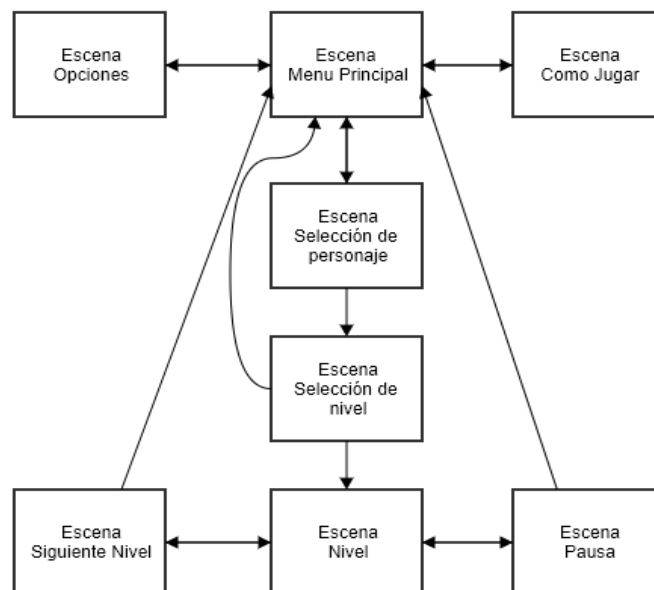 Escena
Opciones
Escena
Menu Principal
Escena
Como Jugar
Escena
Selección de
personaje
Escena
Selección de
nivel
Escena
Siguiente Nivel
Escena
Nivel
Escena
Pausa